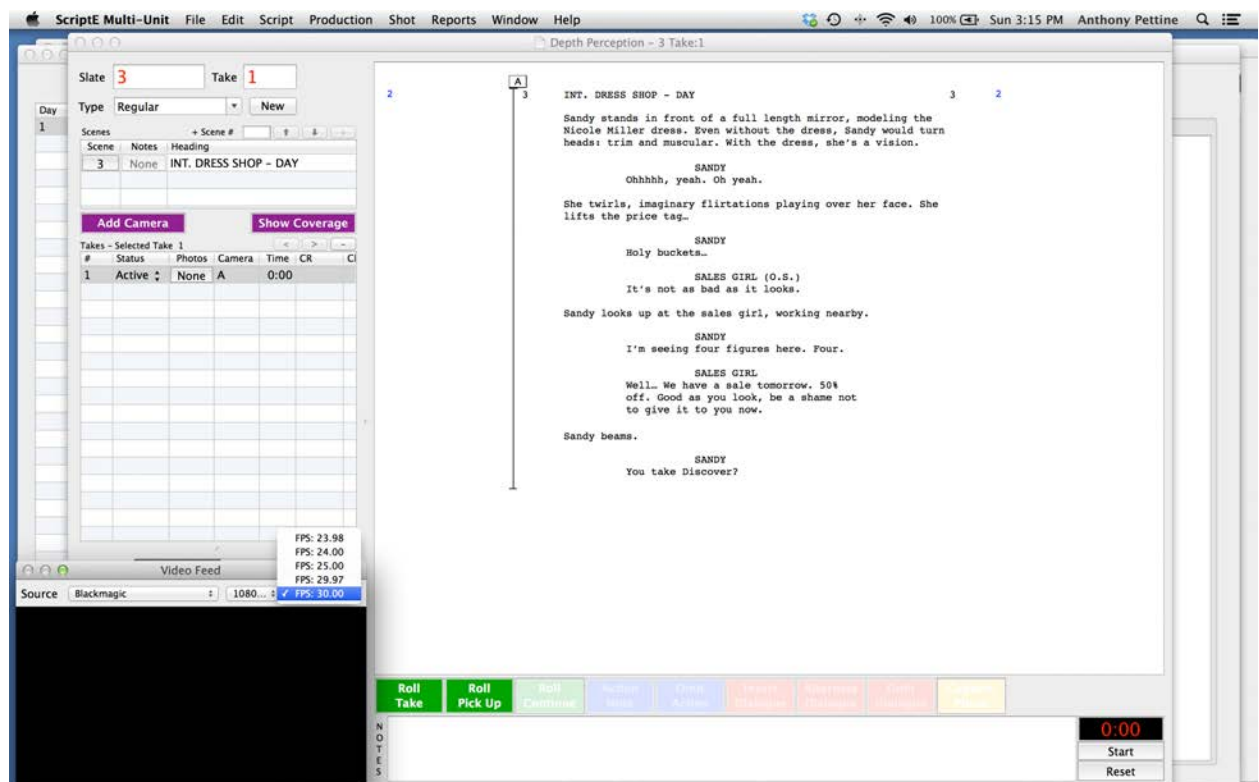 ScriptE Multi-Unit File Edit Script Production Shot Reports Window Help 100% Sun 3:15 PM Anthony Pettine
Depth Perception - 3 Take:1
Slate 3 Take 1
Type Regular New
Scenes + Scene #
Scene Notes Heading
3 None INT. DRESS SHOP - DAY
Add Camera Show Coverage
Takes - Selected Take 1 < > -
# Status Photos Camera Time CR
1 Active None A 0:00
Day
1
A
2 3 INT. DRESS SHOP - DAY 3 2
Sandy stands in front of a full length mirror, modeling the
Nicole Miller dress. Even without the dress, Sandy would turn
heads: trim and muscular. With the dress, she's a vision.
SANDY
Ohhhhh, yeah. Oh yeah.
She twirls, imaginary flirtations playing over her face. She
lifts the price tag…
SANDY
Holy buckets…
SALES GIRL (O.S.)
It's not as bad as it looks.
Sandy looks up at the sales girl, working nearby.
SANDY
I'm seeing four figures here. Four.
SALES GIRL
Well… We have a sale tomorrow. 50%
off. Good as you look, be a shame not
to give it to you now.
Sandy beams.
SANDY
You take Discover?
Video Feed
Source Blackmagic 1080...
FPS: 23.98
FPS: 24.00
FPS: 25.00
FPS: 29.97
✓ FPS: 30.00
Roll
Take
Roll
Pick Up
Roll
Continue
NOTES
0:00
Start
Reset